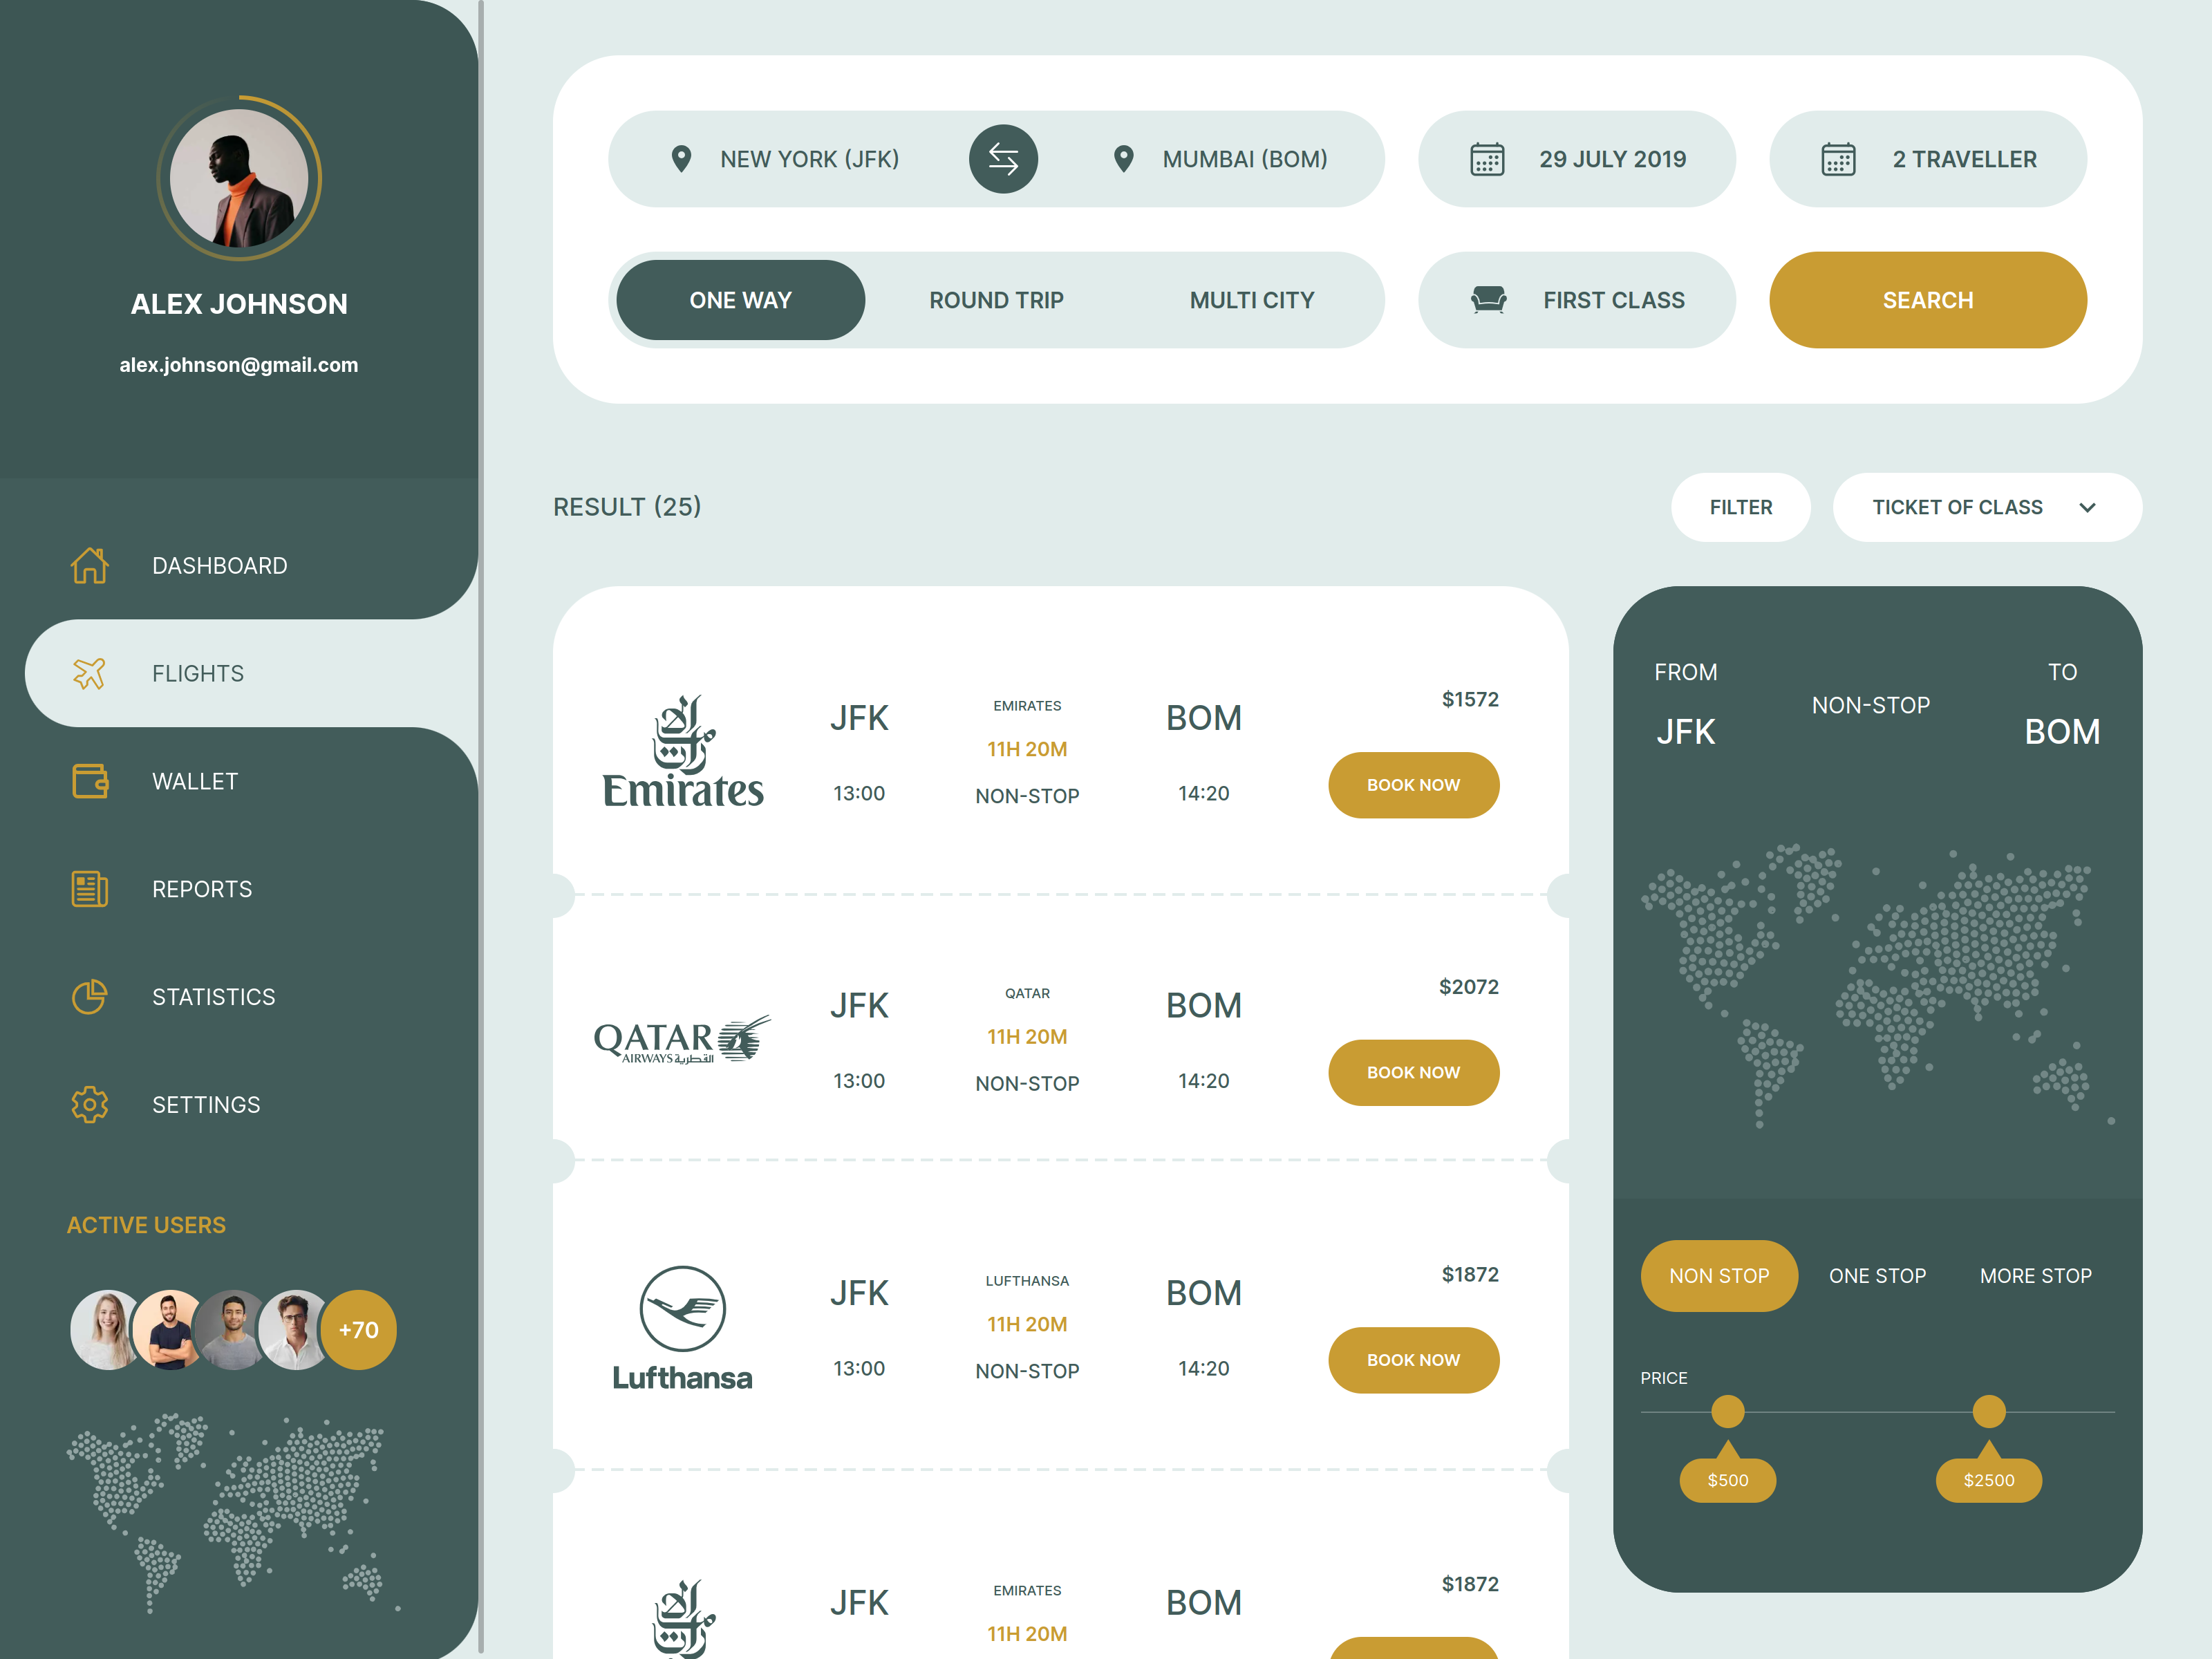 ALEX JOHNSON
alex.johnson@gmail.com
DASHBOARD
FLIGHTS
WALLET
REPORTS
STATISTICS
SETTINGS
ACTIVE USERS
+70
NEW YORK (JFK)
MUMBAI (BOM)
29 JULY 2019
2 TRAVELLER
ONE WAY
ROUND TRIP
MULTI CITY
FIRST CLASS
SEARCH
RESULT (25)
FILTER
TICKET OF CLASS
Emirates
JFK
13:00
EMIRATES
11H 20M
NON-STOP
BOM
14:20
$1572
BOOK NOW
QATAR
AIRWAYS القطرية
JFK
13:00
QATAR
11H 20M
NON-STOP
BOM
14:20
$2072
BOOK NOW
Lufthansa
JFK
13:00
LUFTHANSA
11H 20M
NON-STOP
BOM
14:20
$1872
BOOK NOW
JFK
EMIRATES
11H 20M
BOM
$1872
FROM
JFK
NON-STOP
TO
BOM
NON STOP
ONE STOP
MORE STOP
PRICE
$500
$2500